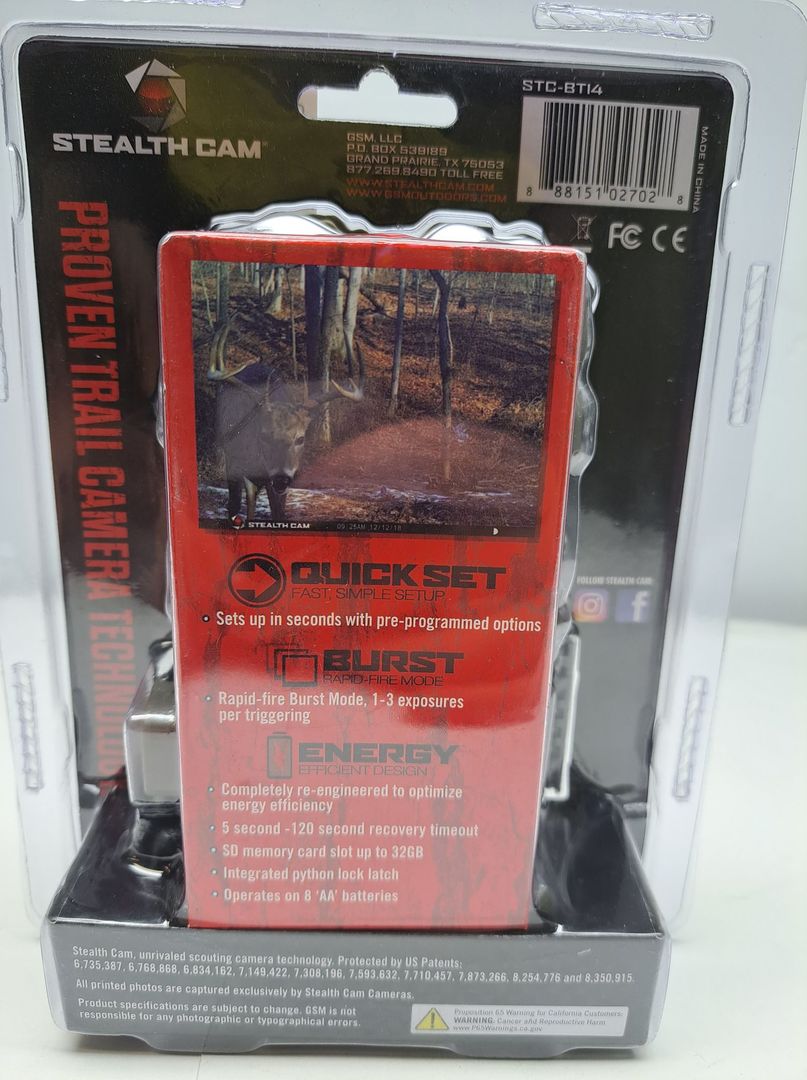 STEALTH CAM
GSM, LLC
P.O. BOX 539189
GRAND PRAIRIE, TX 75053
877.269.8490 TOLL FREE
WWW.STEALTHCAM.COM
WWW.GSMOUTDOORS.COM
STC-BT14
8 88151 02702 8
MADE IN CHINA
FC CE
PROVEN TRAIL CAMERA
STEALTH CAM 09:25AM 12/12/18
QUICK SET
FAST, SIMPLE SETUP
• Sets up in seconds with pre-programmed options
BURST
RAPID-FIRE MODE
• Rapid-fire Burst Mode, 1-3 exposures
per triggering
ENERGY
EFFICIENT DESIGN
• Completely re-engineered to optimize
energy efficiency
• 5 second -120 second recovery timeout
• SD memory card slot up to 32GB
• Integrated python lock latch
• Operates on 8 'AA' batteries
FOLLOW STEALTH CAM:
Stealth Cam, unrivaled scouting camera technology. Protected by US Patents:
6,735,387, 6,768,868, 6,834,162, 7,149,422, 7,308,196, 7,593,632, 7,710,457, 7,873,266, 8,254,776 and 8,350,915.
All printed photos are captured exclusively by Stealth Cam Cameras.
Product specifications are subject to change. GSM is not
responsible for any photographic or typographical errors.
Proposition 65 Warning for California Customers:
WARNING: Cancer and Reproductive Harm
www.P65Warnings.ca.gov